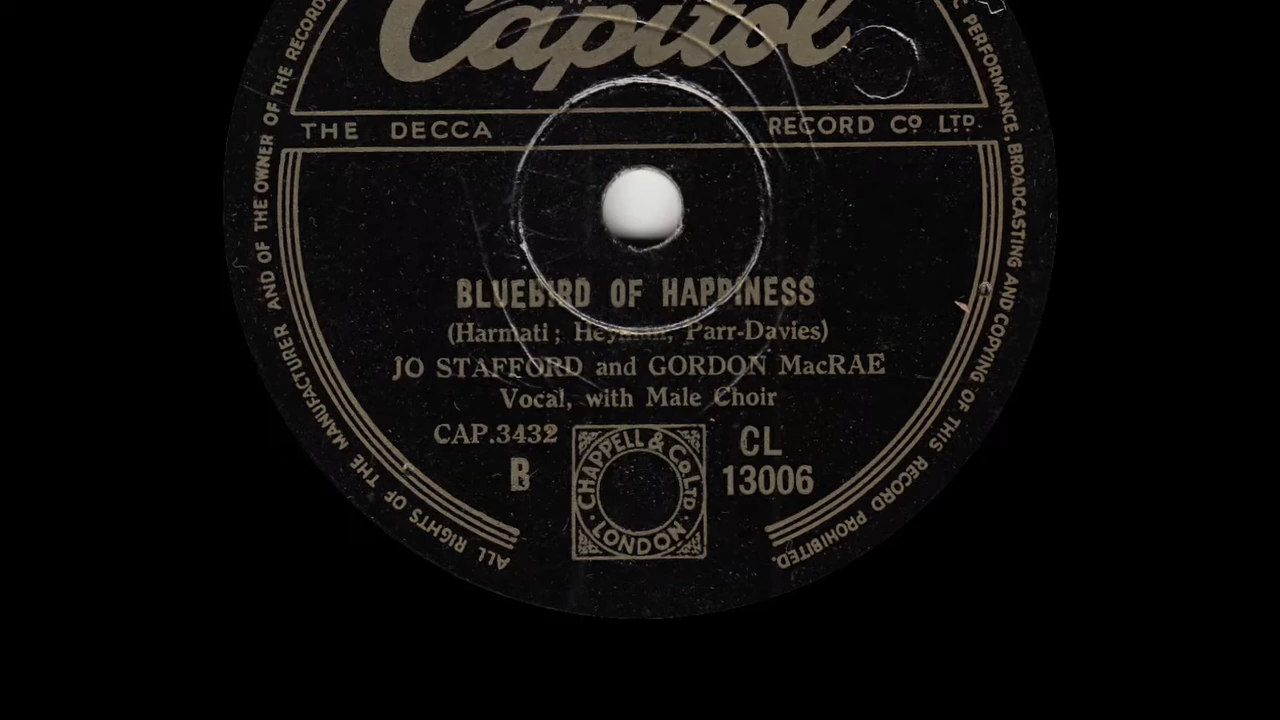 Capitol
THE DECCA RECORD Cº LTD.
BLUEBIRD OF HAPPINESS
(Harmati; Heyman, Parr-Davies)
JO STAFFORD and GORDON MacRAE
Vocal, with Male Choir
CAP.3432
B
CL
13006
CHAPPELL & Co. LTD.
· LONDON ·
ALL RIGHTS OF THE MANUFACTURER AND OF THE OWNER OF THE RECORDED
PERFORMANCE, BROADCASTING AND COPYING OF THIS RECORD PROHIBITED.